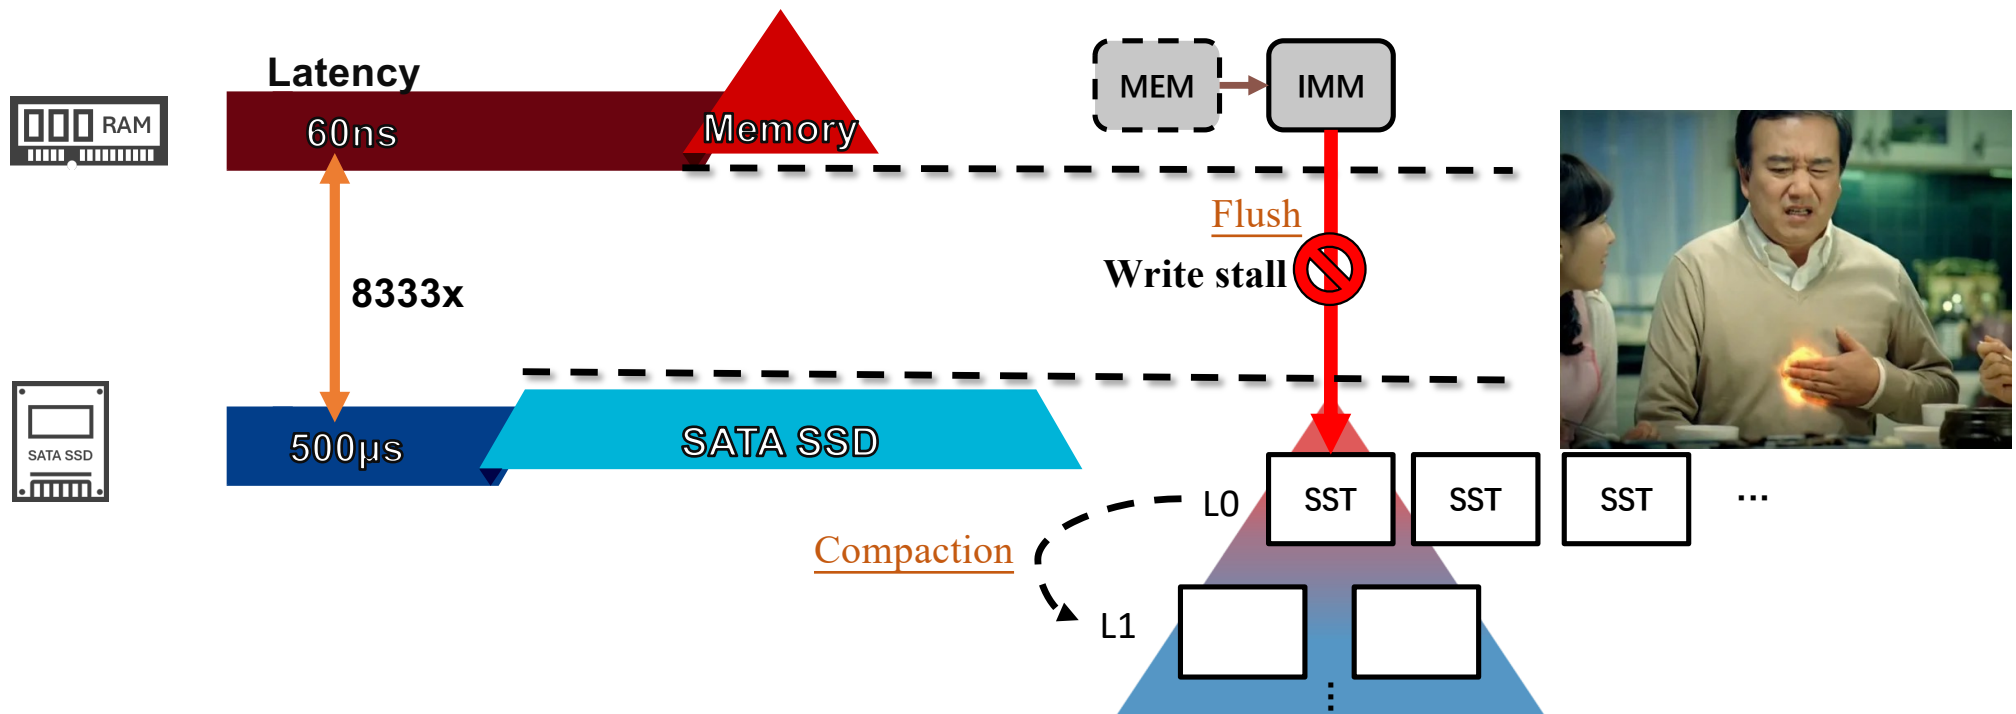 Latency
RAM
60ns
Memory
MEM
IMM
Flush
Write stall
8333x
SATA SSD
500µs
SATA SSD
L0
SST
SST
SST
...
Compaction
L1
...